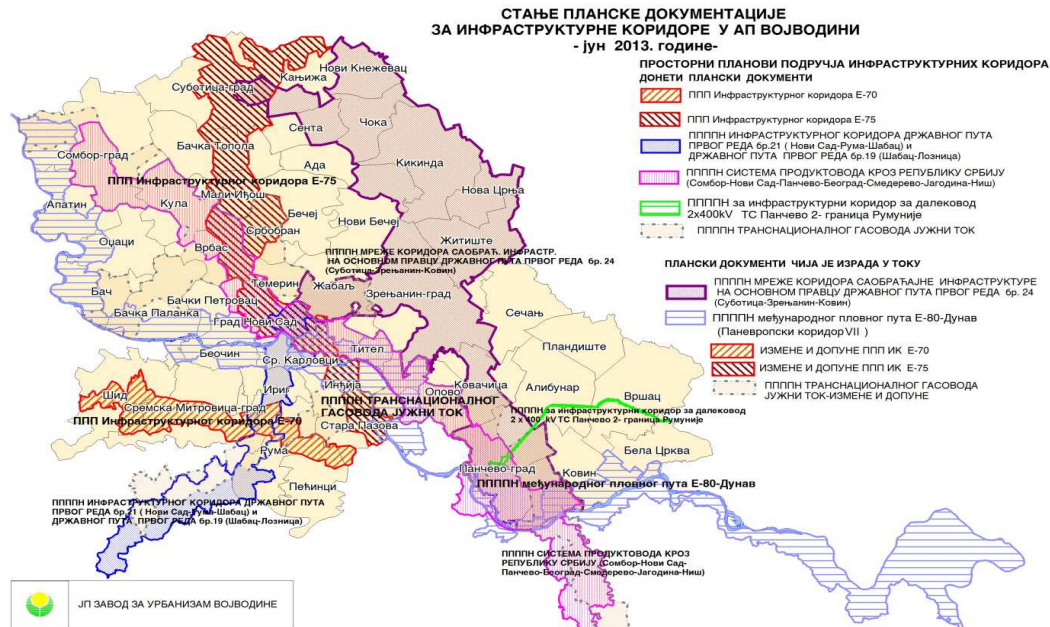 СТАЊЕ ПЛАНСКЕ ДОКУМЕНТАЦИЈЕ
ЗА ИНФРАСТРУКТУРНЕ КОРИДОРЕ У АП ВОЈВОДИНИ
- јун 2013. године-
ПРОСТОРНИ ПЛАНОВИ ПОДРУЧЈА ИНФРАСТРУКТУРНИХ КОРИДОРА
ДОНЕТИ ПЛАНСКИ ДОКУМЕНТИ
ППП Инфраструктурног коридора Е-70
ППП Инфраструктурног коридора Е-75
ППППН ИНФРАСТРУКТУРНОГ КОРИДОРА ДРЖАВНОГ ПУТА
ПРВОГ РЕДА бр.21 ( Нови Сад-Рума-Шабац) и
ДРЖАВНОГ ПУТА ПРВОГ РЕДА бр.19 (Шабац-Лозница)
ППППН СИСТЕМА ПРОДУКТОВОДА КРОЗ РЕПУБЛИКУ СРБИЈУ
(Сомбор-Нови Сад-Панчево-Београд-Смедерево-Јагодина-Ниш)
ПППППН за инфраструктурни коридор за далековод
2x400kV ТС Панчево 2- граница Румуније
ППППН ТРАНСНАЦИОНАЛНОГ ГАСОВОДА ЈУЖНИ ТОК
ПЛАНСКИ ДОКУМЕНТИ ЧИЈА ЈЕ ИЗРАДА У ТОКУ
ПППППН МРЕЖЕ КОРИДОРА САОБРАЋАЈНЕ ИНФРАСТРУКТУРЕ
НА ОСНОВНОМ ПРАВЦУ ДРЖАВНОГ ПУТА ПРВОГ РЕДА бр. 24
(Суботица-Зрењанин-Ковин)
ПППППН међународног пловног пута Е-80-Дунав
(Паневропски коридор VII )
ИЗМЕНЕ И ДОПУНЕ ППП ИК Е-70
ИЗМЕНЕ И ДОПУНЕ ППП ИК Е-75
ПППППН ТРАНСНАЦИОНАЛНОГ ГАСОВОДА
ЈУЖНИ ТОК-ИЗМЕНЕ И ДОПУНЕ
Нови Кнежевац
Кањижа
Суботица-град
Чока
Сента
Бачка Топола
Сомбор-град
Ада
Кикинда
ППП Инфраструктурног коридора Е-75
Мали Иђош
Нова Црња
Апатин
Кула
Бечеј
Нови Бечеј
Србобран
Оџаци
Врбас
Житиште
ПППППН МРЕЖЕ КОРИДОРА САОБРАЋ. ИНФРАСТР.
НА ОСНОВНОМ ПРАВЦУ ДРЖАВНОГ ПУТА ПРВОГ РЕДА бр. 24
(Суботица-Зрењанин-Ковин)
Темерин
Жабаљ
Бач
Бачки Петровац
Зрењанин-град
Бачка Паланка
Град Нови Сад
Сечањ
Беочин
Ср. Карловци
Тител
Пландиште
Ковачица
Шид
Ириг
Инђија
Опово
Алибунар
Вршац
ПППППН ТРАНСНАЦИОНАЛНОГ
ГАСОВОДА ЈУЖНИ ТОК
Сремска Митровица-град
ППП Инфраструктурног коридора Е-70
ПППППН за инфраструктурни коридор за далековод
2 x 400 kV ТС Панчево 2- граница Румуније
Стара Пазова
Рума
Бела Црква
Панчево-град
Ковин
Пећинци
ПППППН међународног пловног пута Е-80-Дунав
ПППППН ИНФРАСТРУКТУРНОГ КОРИДОРА ДРЖАВНОГ ПУТА
ПРВОГ РЕДА бр.21 ( Нови Сад-Рума-Шабац) и
ДРЖАВНОГ ПУТА ПРВОГ РЕДА бр.19 (Шабац-Лозница)
ПППППН СИСТЕМА ПРОДУКТОВОДА КРОЗ
РЕПУБЛИКУ СРБИЈУ (Сомбор-Нови Сад-
Панчево-Београд-Смедерево-Јагодина-Ниш)
ЈП ЗАВОД ЗА УРБАНИЗАМ ВОЈВОДИНЕ